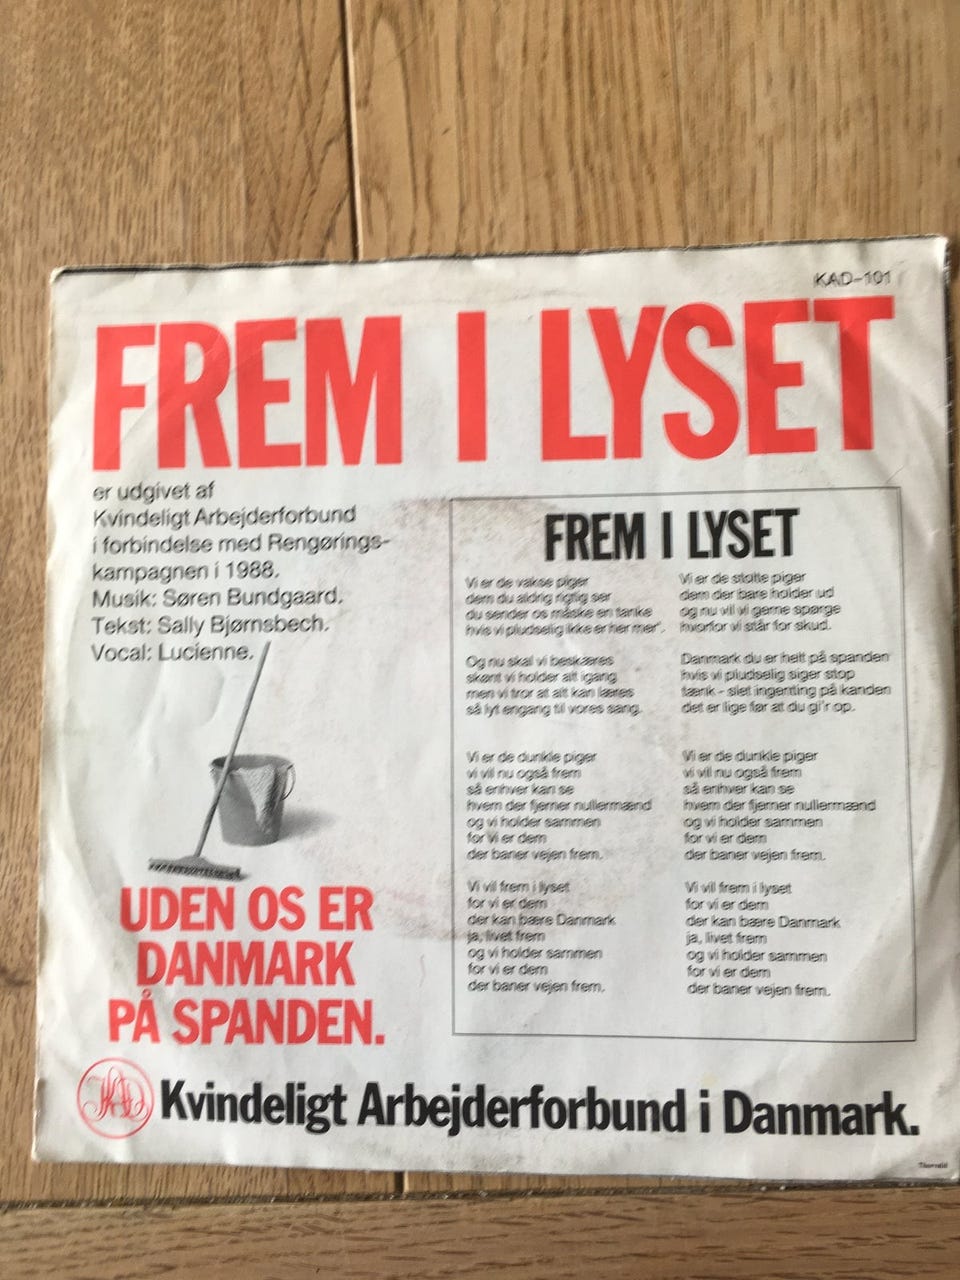 KAD-101
FREM I LYSET
er udgivet af
Kvindeligt Arbejderforbund
i forbindelse med Rengørings-
kampagnen i 1988.
Musik: Søren Bundgaard.
Tekst: Sally Bjørnsbech.
Vocal: Lucienne.
UDEN OS ER
DANMARK
PÅ SPANDEN.
FREM I LYSET
Vi er de vakse piger
dem du aldrig rigtig ser
du sender os måske en tanke
hvis vi pludselig ikke er her mer'.
Og nu skal vi beskæres
skønt vi holder alt igang
men vi tror at alt kan læres
så lyt engang til vores sang.
Vi er de dunkle piger
vi vil nu også frem
så enhver kan se
hvem der fjerner nullermænd
og vi holder sammen
for vi er dem
der baner vejen frem.
Vi vil frem i lyset
for vi er dem
der kan bære Danmark
ja, livet frem
og vi holder sammen
for vi er dem
der baner vejen frem.
Vi er de stolte piger
dem der bare holder ud
og nu vil vi gerne spørge
hvorfor vi står for skud.
Danmark du er helt på spanden
hvis vi pludselig siger stop
tænk - slet ingenting på kanden
det er lige før at du gi'r op.
Vi er de dunkle piger
vi vil nu også frem
så enhver kan se
hvem der fjerner nullermænd
og vi holder sammen
for vi er dem
der baner vejen frem.
Vi vil frem i lyset
for vi er dem
der kan bære Danmark
ja, livet frem
og vi holder sammen
for vi er dem
der baner vejen frem.
KAD Kvindeligt Arbejderforbund i Danmark.